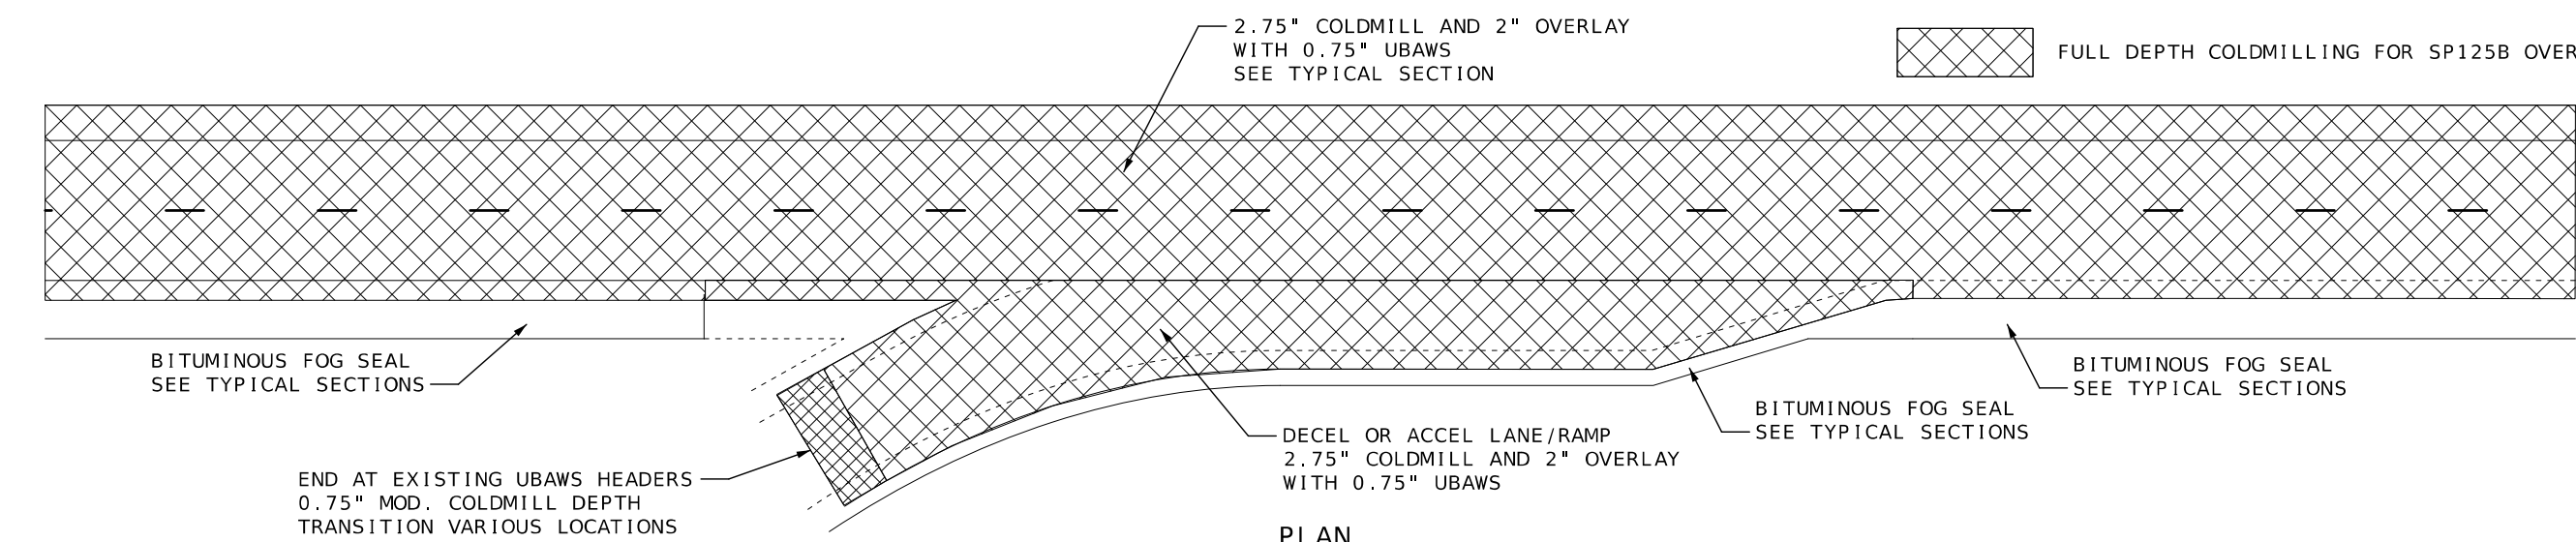 2.75" COLDMILL AND 2" OVERLAY
WITH 0.75" UBAWS
SEE TYPICAL SECTION
FULL DEPTH COLDMILLING FOR SP125B
BITUMINOUS FOG SEAL
SEE TYPICAL SECTIONS
BITUMINOUS FOG SEAL
SEE TYPICAL SECTIONS
BITUMINOUS FOG SEAL
SEE TYPICAL SECTIONS
DECEL OR ACCEL LANE/RAMP
2.75" COLDMILL AND 2" OVERLAY
WITH 0.75" UBAWS
END AT EXISTING UBAWS HEADERS
0.75" MOD. COLDMILL DEPTH
TRANSITION VARIOUS LOCATIONS
PLAN